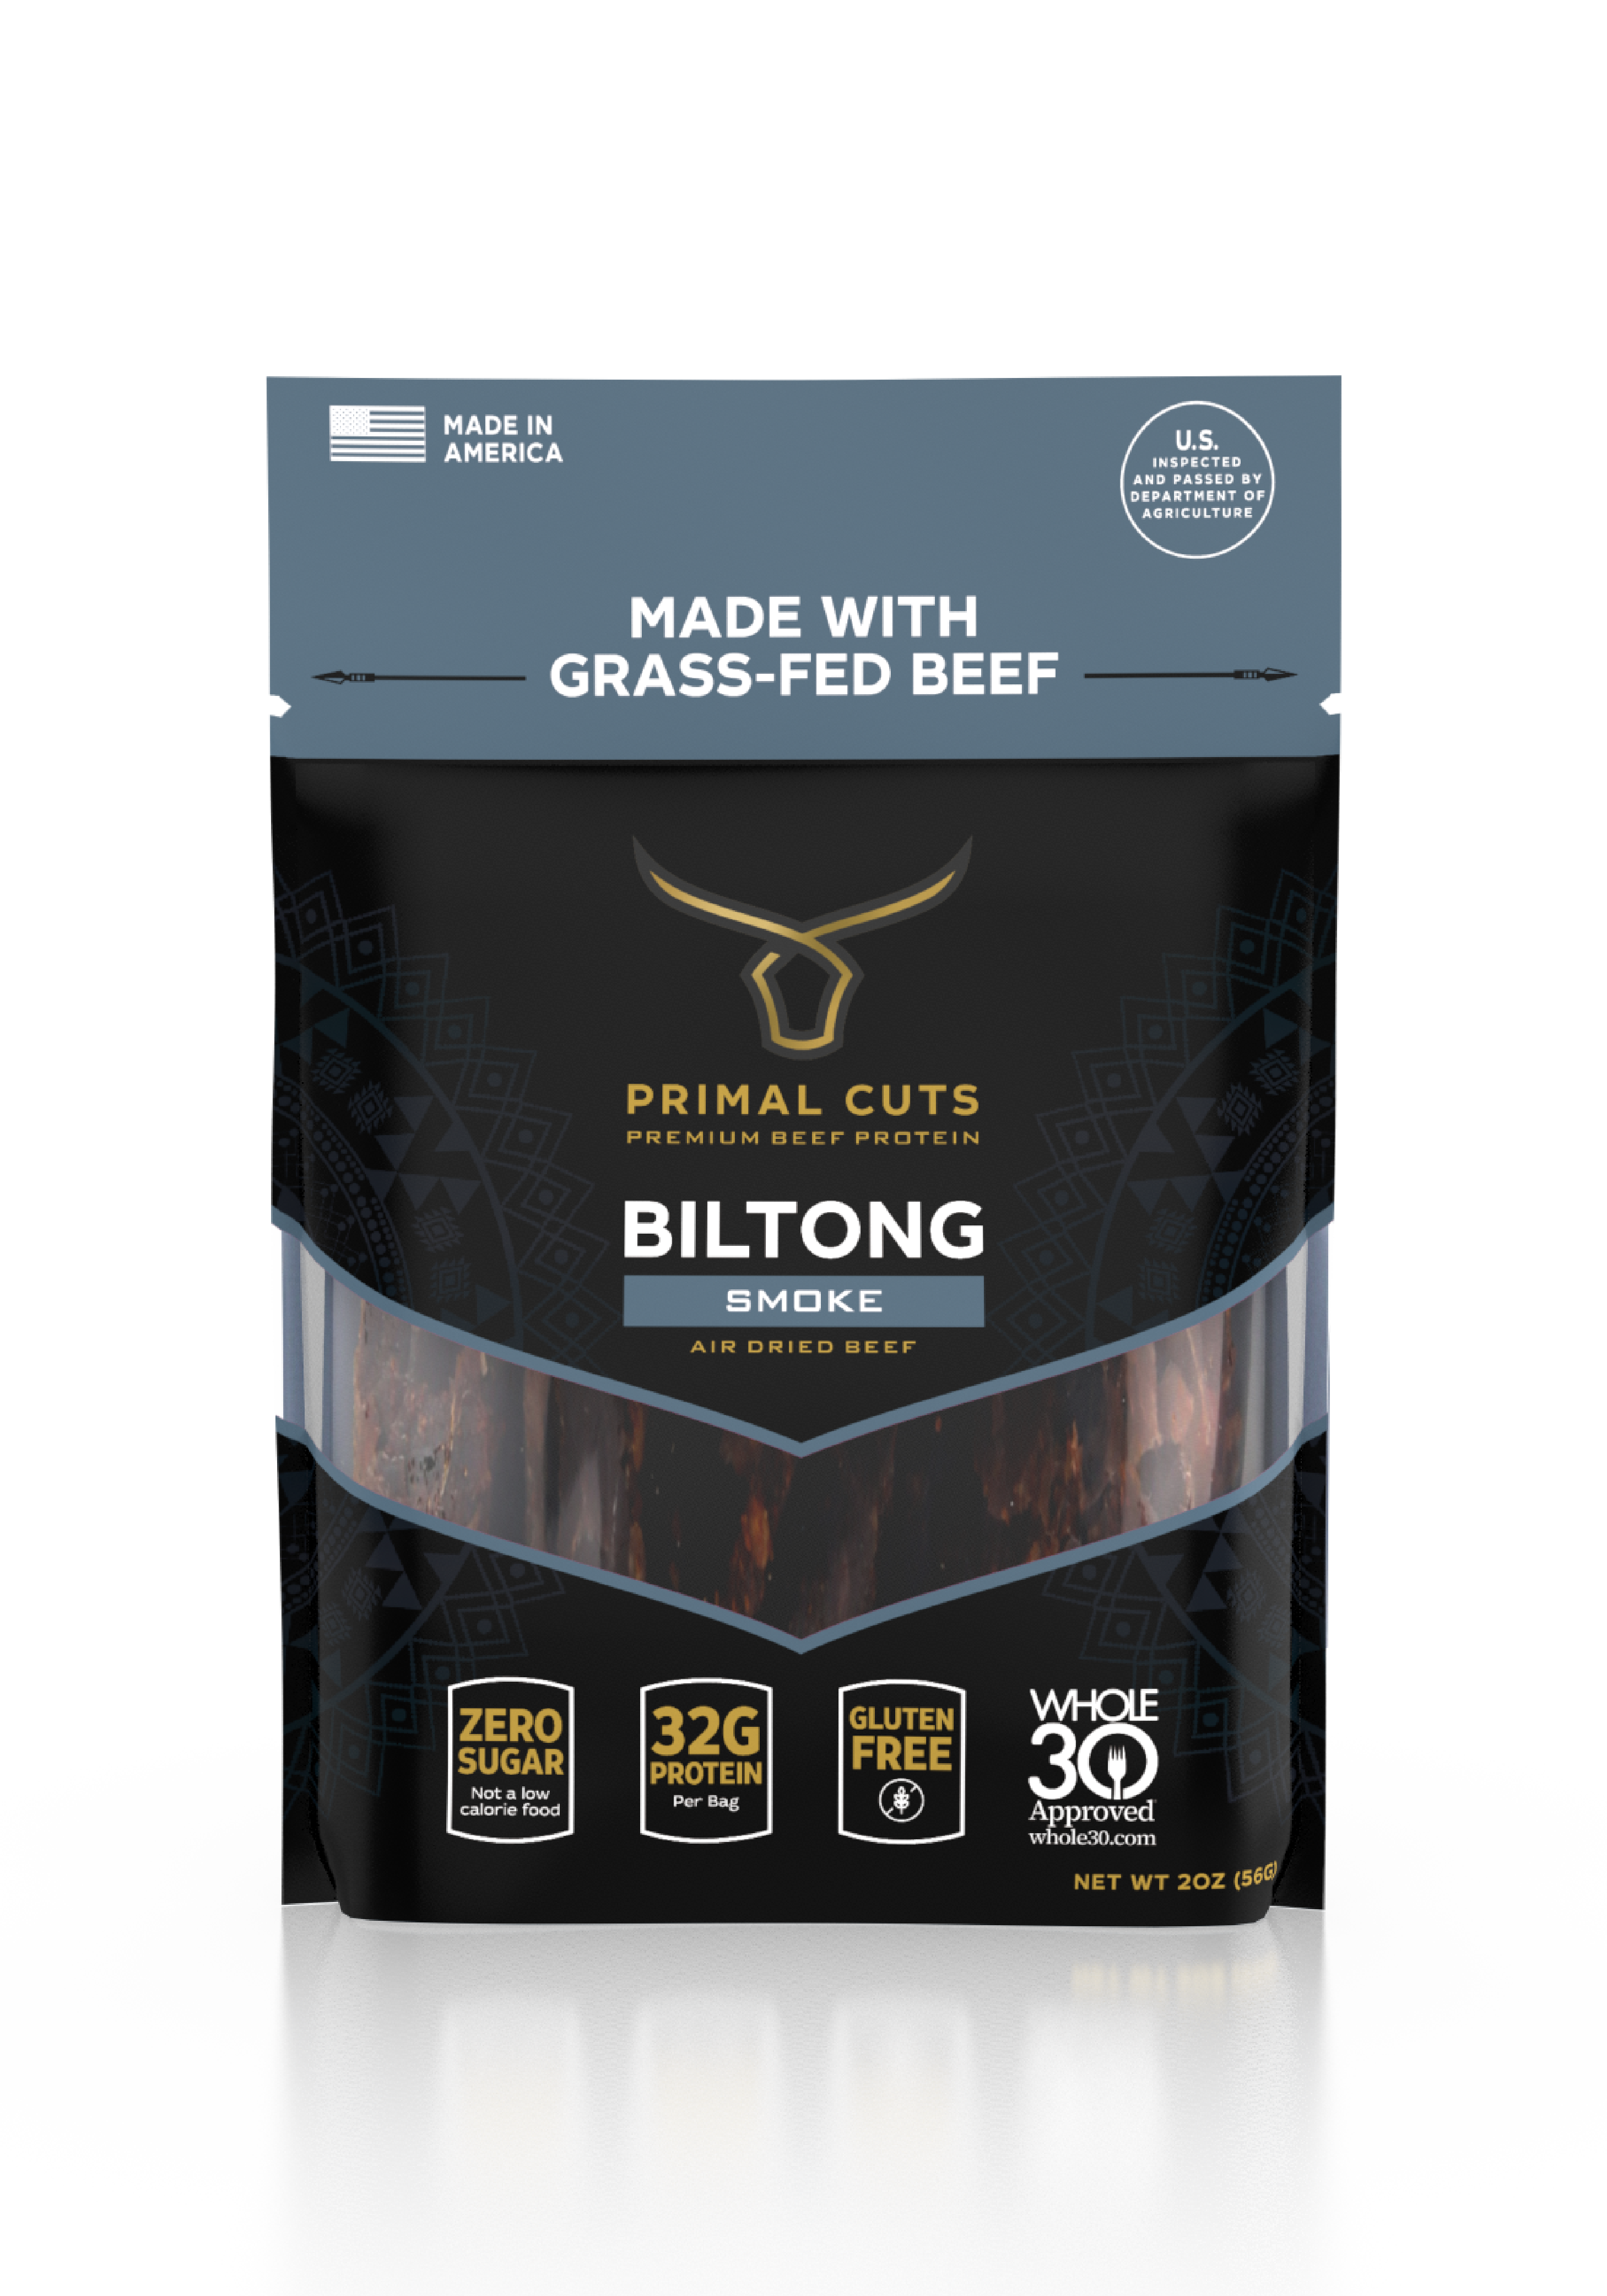 MADE IN
AMERICA
U.S.
INSPECTED
AND PASSED BY
DEPARTMENT OF
AGRICULTURE
MADE WITH
GRASS-FED BEEF
PRIMAL CUTS
PREMIUM BEEF PROTEIN
BILTONG
SMOKE
AIR DRIED BEEF
ZERO
SUGAR
Not a low
calorie food
32G
PROTEIN
Per Bag
GLUTEN
FREE
WHOLE
30
Approved
whole30.com
NET WT 2OZ (56G)